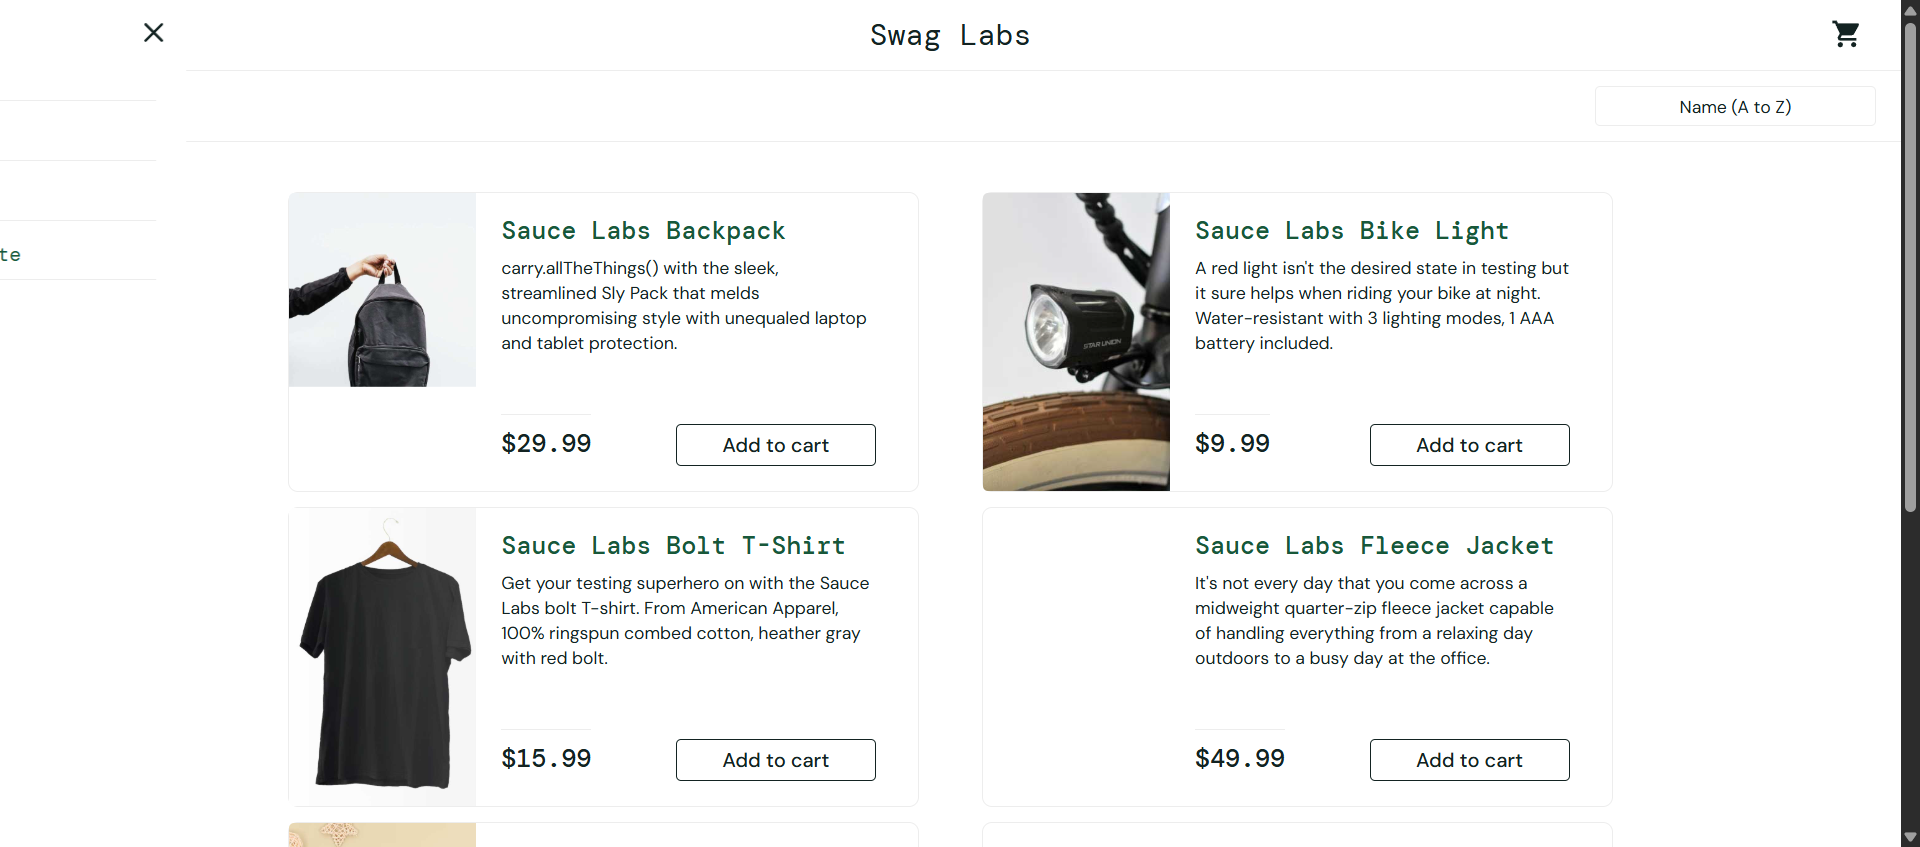 Swag Labs
Name (A to Z)
te
Sauce Labs Backpack
carry.allTheThings() with the sleek,
streamlined Sly Pack that melds
uncompromising style with unequaled laptop
and tablet protection.
$29.99
Add to cart
Sauce Labs Bike Light
A red light isn't the desired state in testing but
it sure helps when riding your bike at night.
Water-resistant with 3 lighting modes, 1 AAA
battery included.
STAR UNION
$9.99
Add to cart
Sauce Labs Bolt T-Shirt
Get your testing superhero on with the Sauce
Labs bolt T-shirt. From American Apparel,
100% ringspun combed cotton, heather gray
with red bolt.
$15.99
Add to cart
Sauce Labs Fleece Jacket
It's not every day that you come across a
midweight quarter-zip fleece jacket capable
of handling everything from a relaxing day
outdoors to a busy day at the office.
$49.99
Add to cart